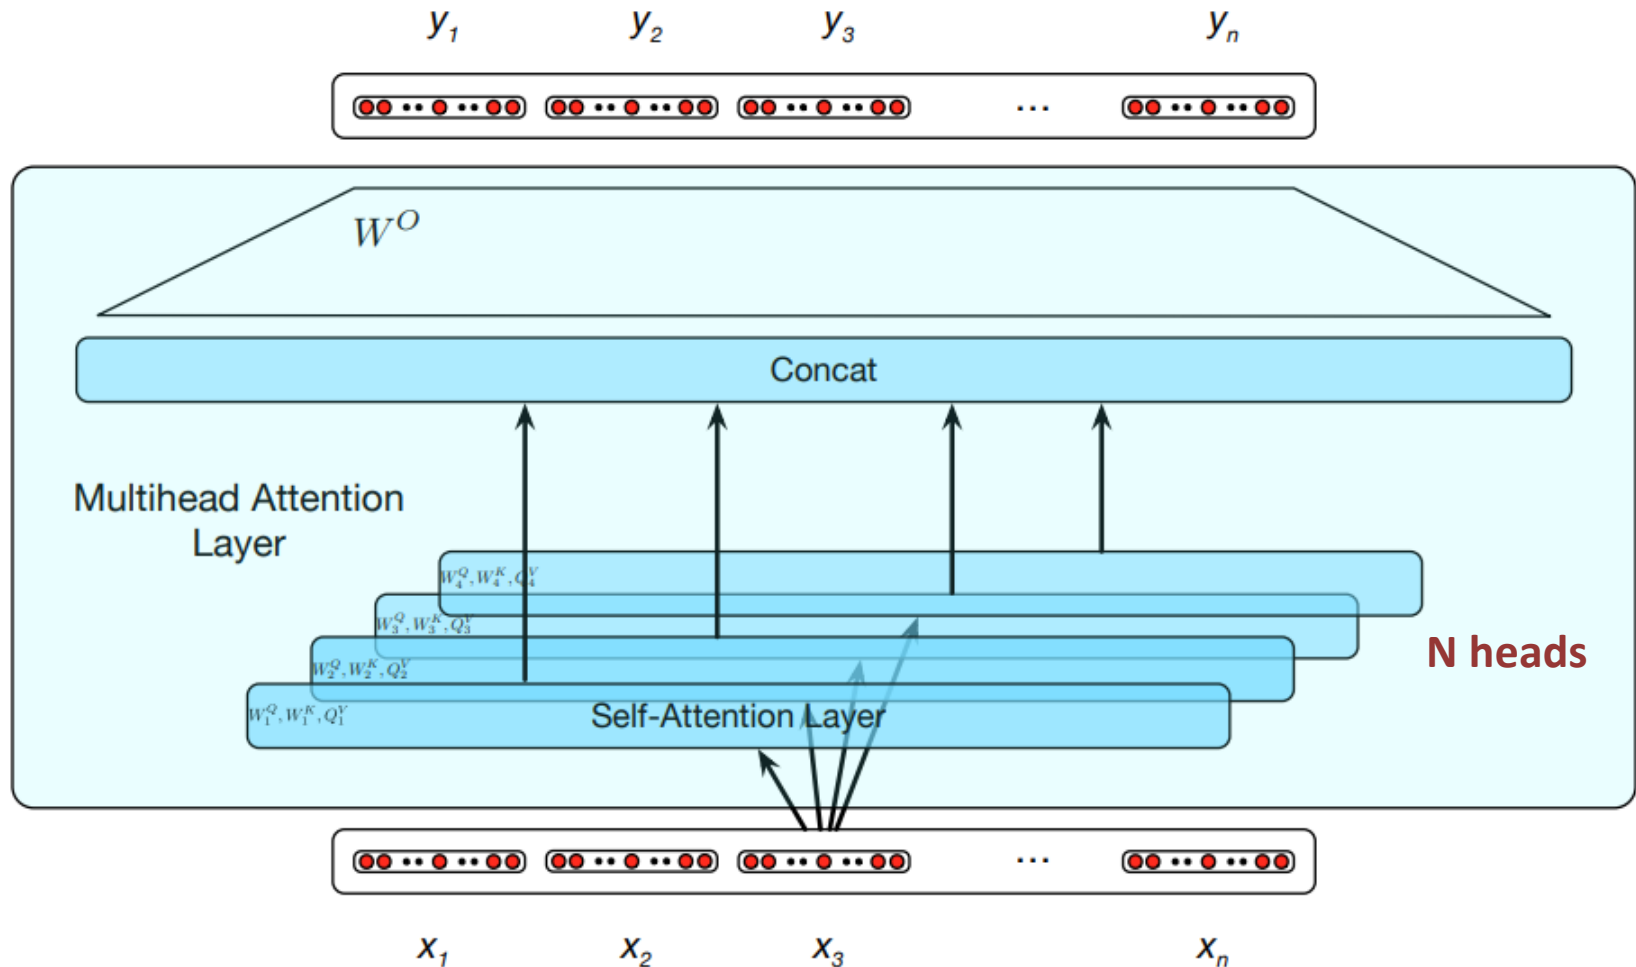 y₁ y₂ y₃ yₙ
...
W^O
Concat
Multihead Attention
Layer
W₄^Q, W₄^K, Q₄^V
W₃^Q, W₃^K, Q₃^V
N heads
W₂^Q, W₂^K, Q₂^V
W₁^Q, W₁^K, Q₁^V Self-Attention Layer
...
x₁ x₂ x₃ xₙ